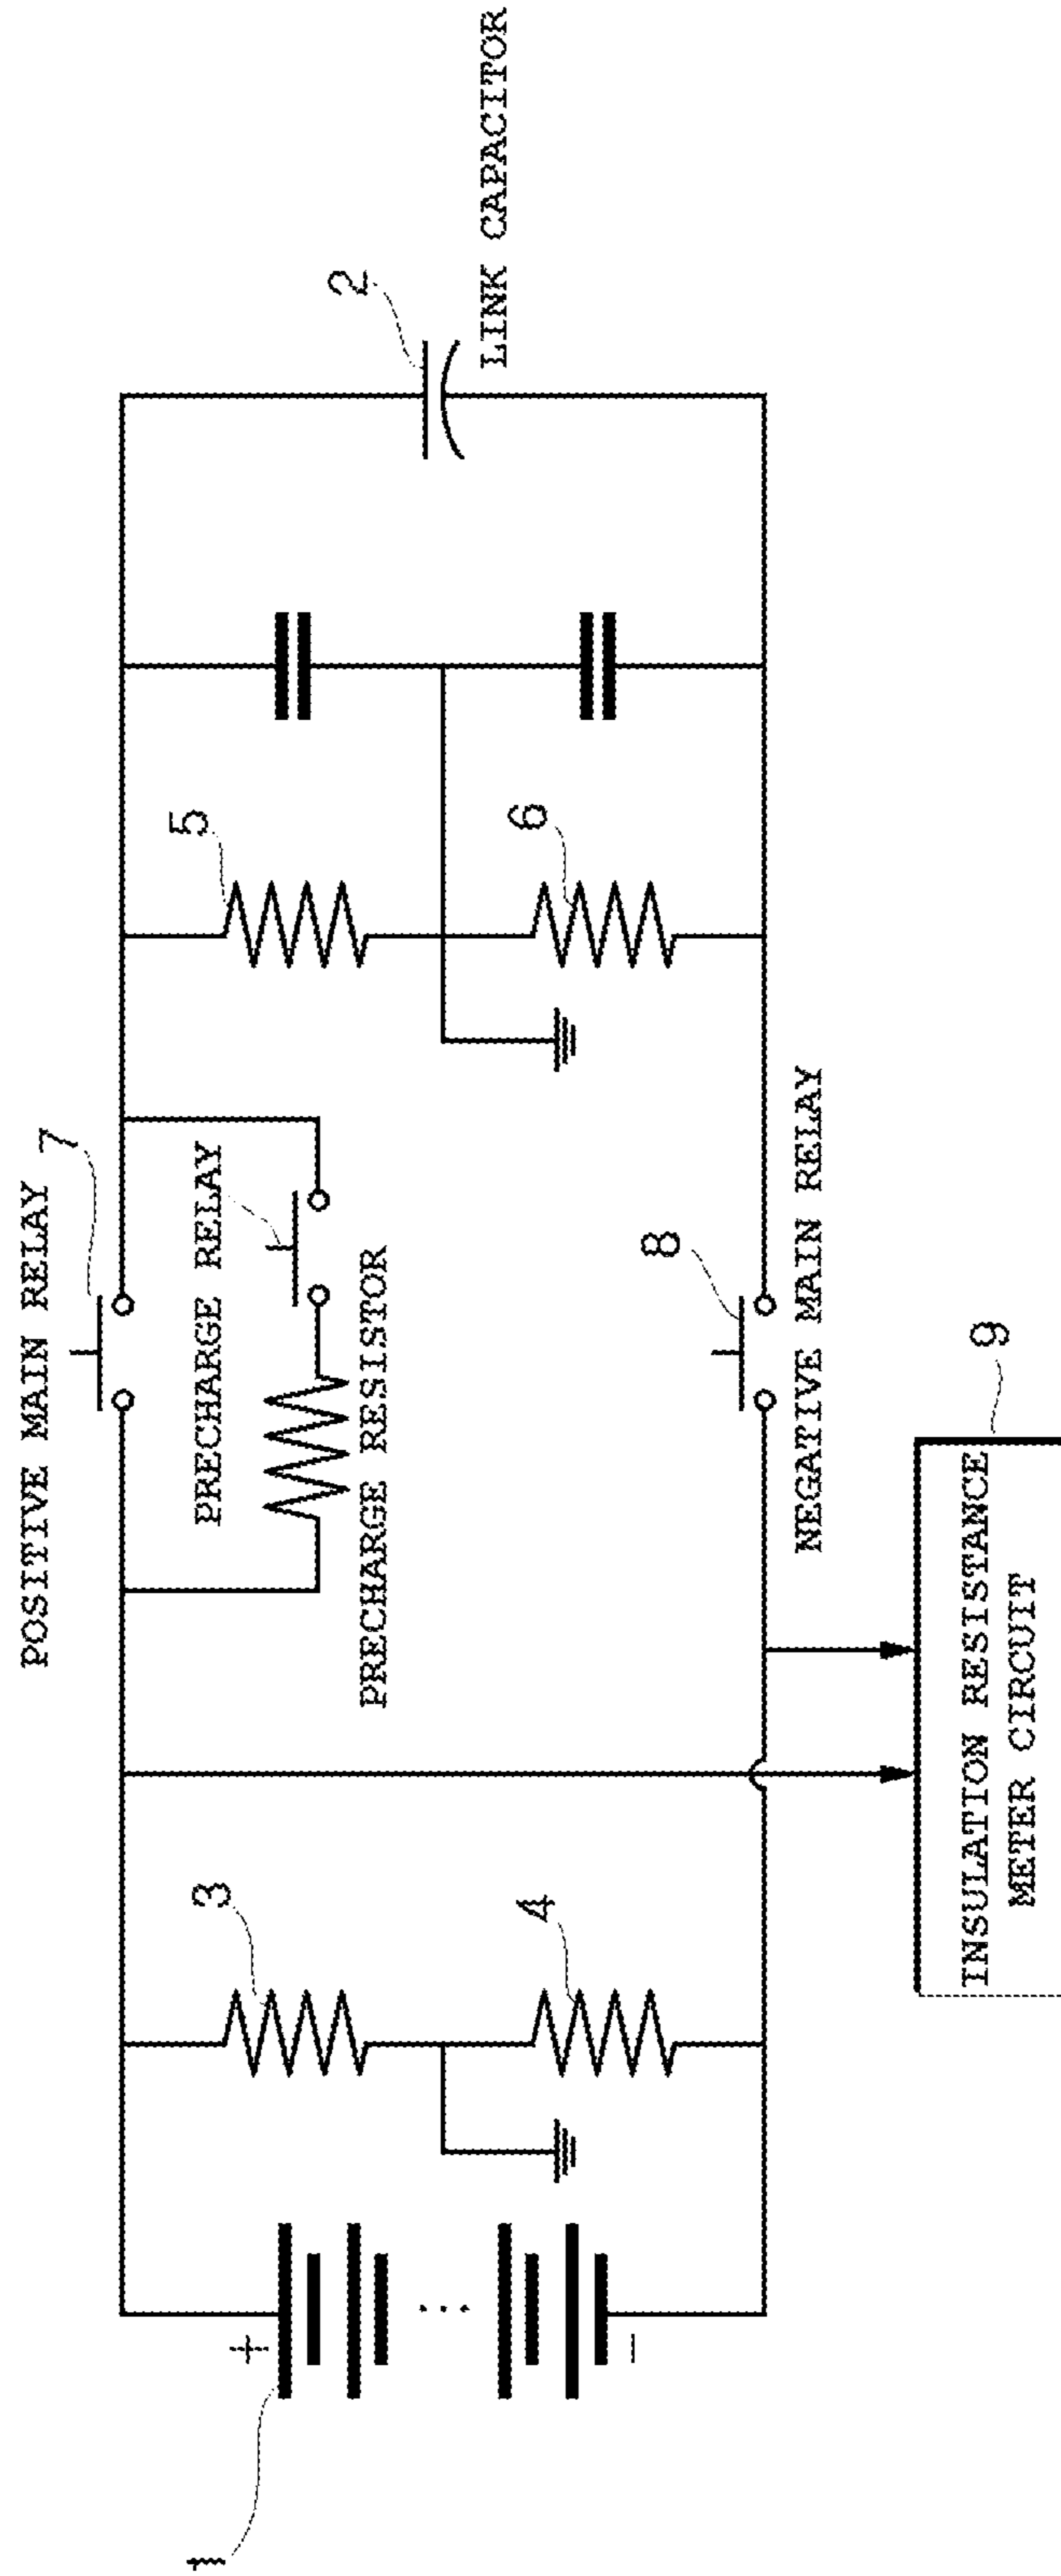 POSITIVE MAIN RELAY
7
PRECHARGE RELAY
PRECHARGE RESISTOR
1
+
-
3
4
5
6
2
LINK CAPACITOR
8
NEGATIVE MAIN RELAY
9
INSULATION RESISTANCE
METER CIRCUIT